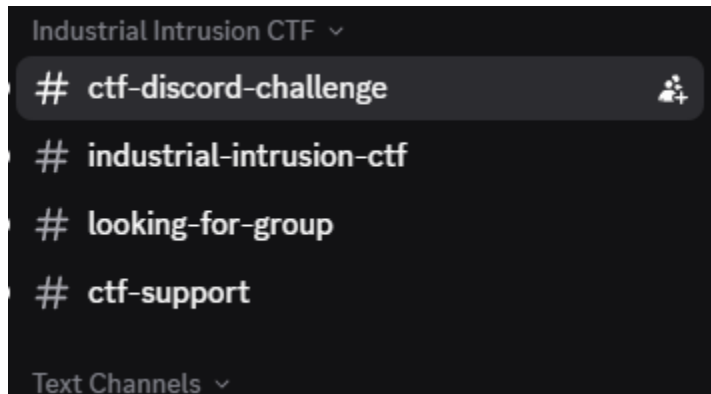 Industrial Intrusion CTF
# ctf-discord-challenge
# industrial-intrusion-ctf
# looking-for-group
# ctf-support
Text Channels